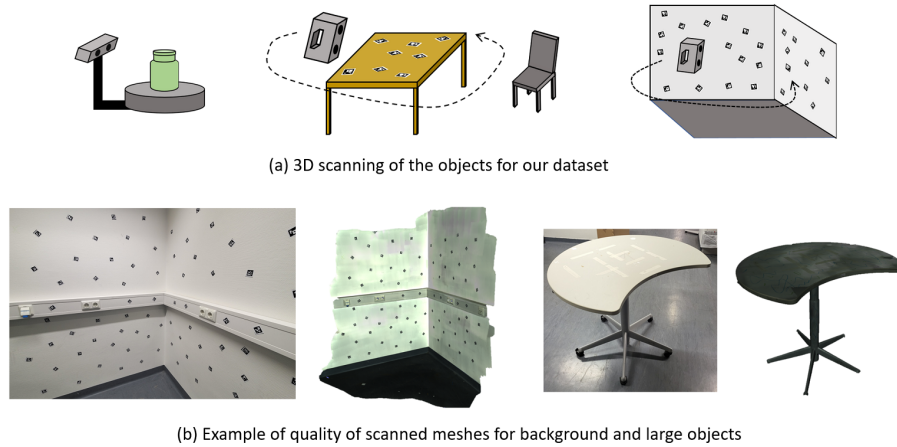 (a) 3D scanning of the objects for our dataset
(b) Example of quality of scanned meshes for background and large objects